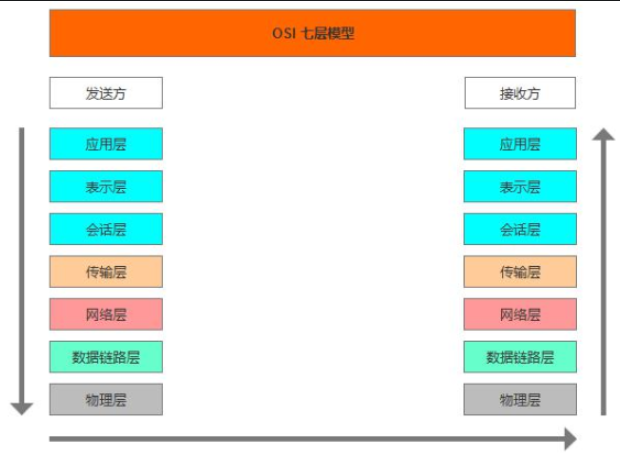 OSI 七层模型
发送方 接收方
应用层 应用层
表示层 表示层
会话层 会话层
传输层 传输层
网络层 网络层
数据链路层 数据链路层
物理层 物理层